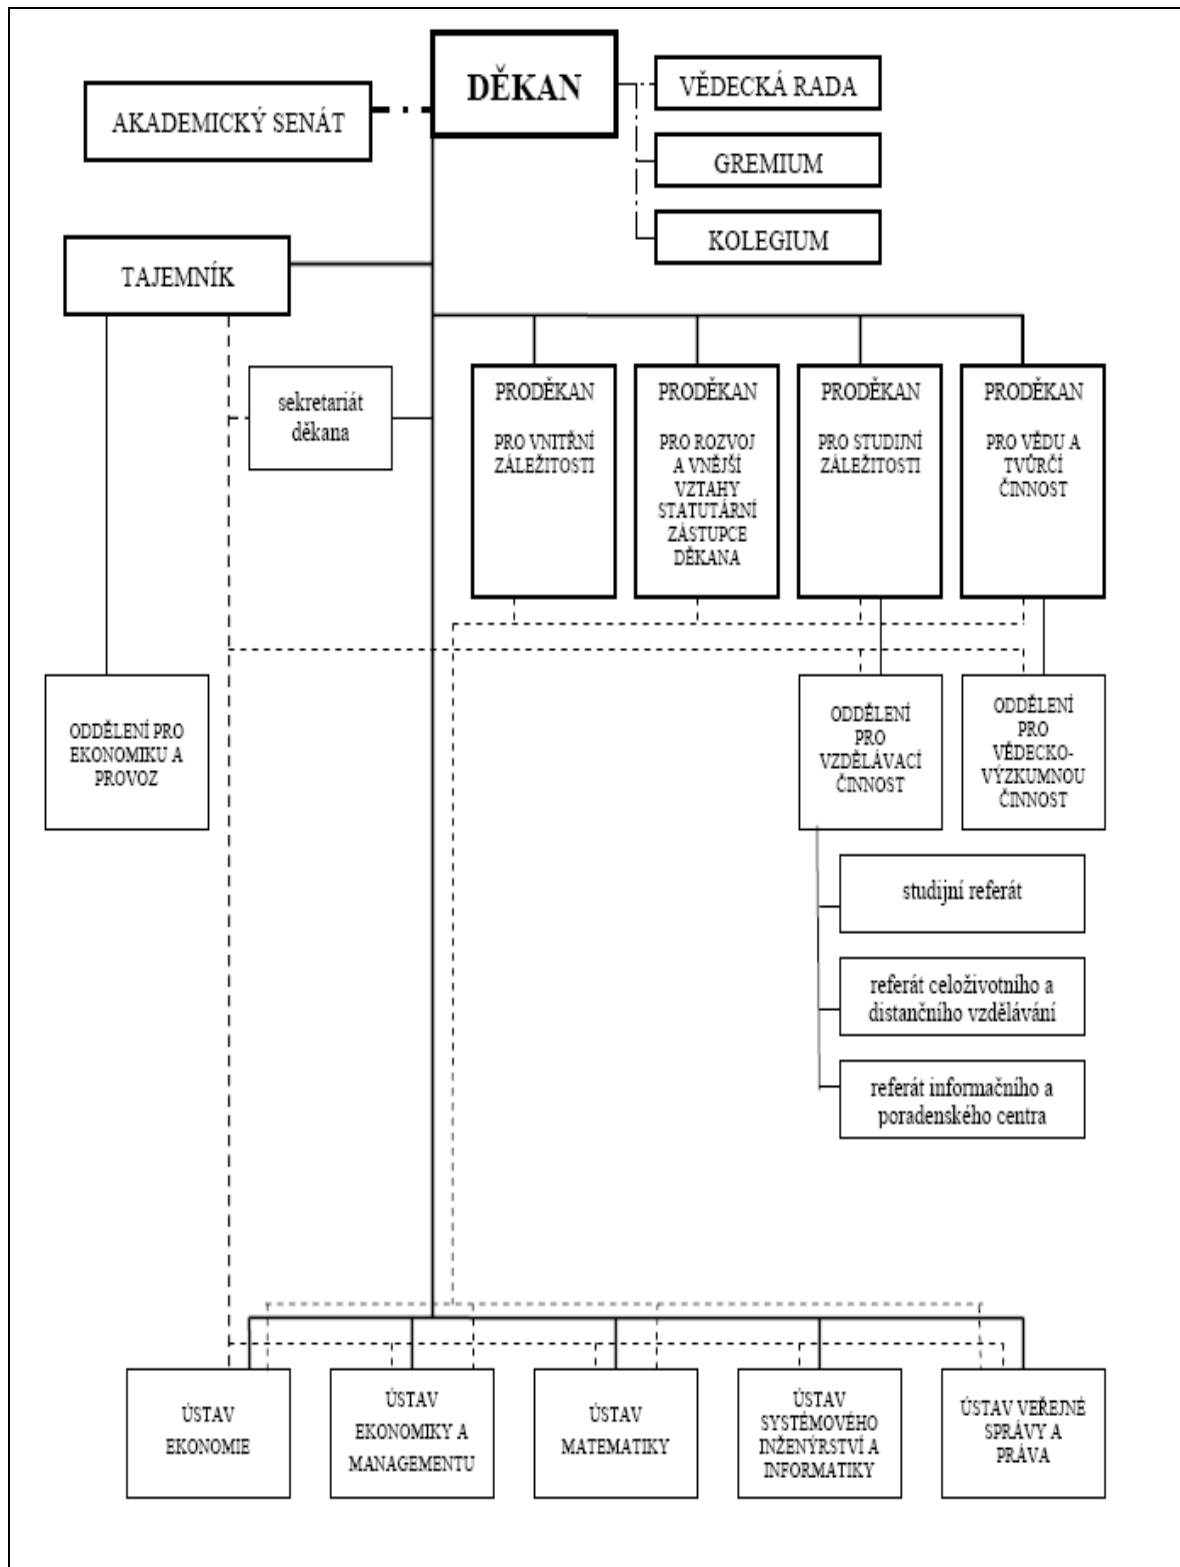 DĚKAN
VĚDECKÁ RADA
AKADEMICKÝ SENÁT
GREMIUM
KOLEGIUM
TAJEMNÍK
sekretariát
děkana
PRODĚKAN
PRO VNITŘNÍ
ZÁLEŽITOSTI
PRODĚKAN
PRO ROZVOJ
A VNĚJŠÍ
VZTAHY
STATUTÁRNÍ
ZÁSTUPCE
DĚKANA
PRODĚKAN
PRO STUDIJNÍ
ZÁLEŽITOSTI
PRODĚKAN
PRO VĚDU A
TVŮRČÍ
ČINNOST
ODDĚLENÍ PRO
EKONOMIKU A
PROVOZ
ODDĚLENÍ
PRO
VZDĚLÁVACÍ
ČINNOST
ODDĚLENÍ
PRO
VĚDECKO-
VÝZKUMNOU
ČINNOST
studijní referát
referát celoživotního a
distančního vzdělávání
referát informačního a
poradenského centra
ÚSTAV
EKONOMIE
ÚSTAV
EKONOMIKY A
MANAGEMENTU
ÚSTAV
MATEMATIKY
ÚSTAV
SYSTÉMOVÉHO
INŽENÝRSTVÍ A
INFORMATIKY
ÚSTAV VEŘEJNÉ
SPRÁVY A
PRÁVA